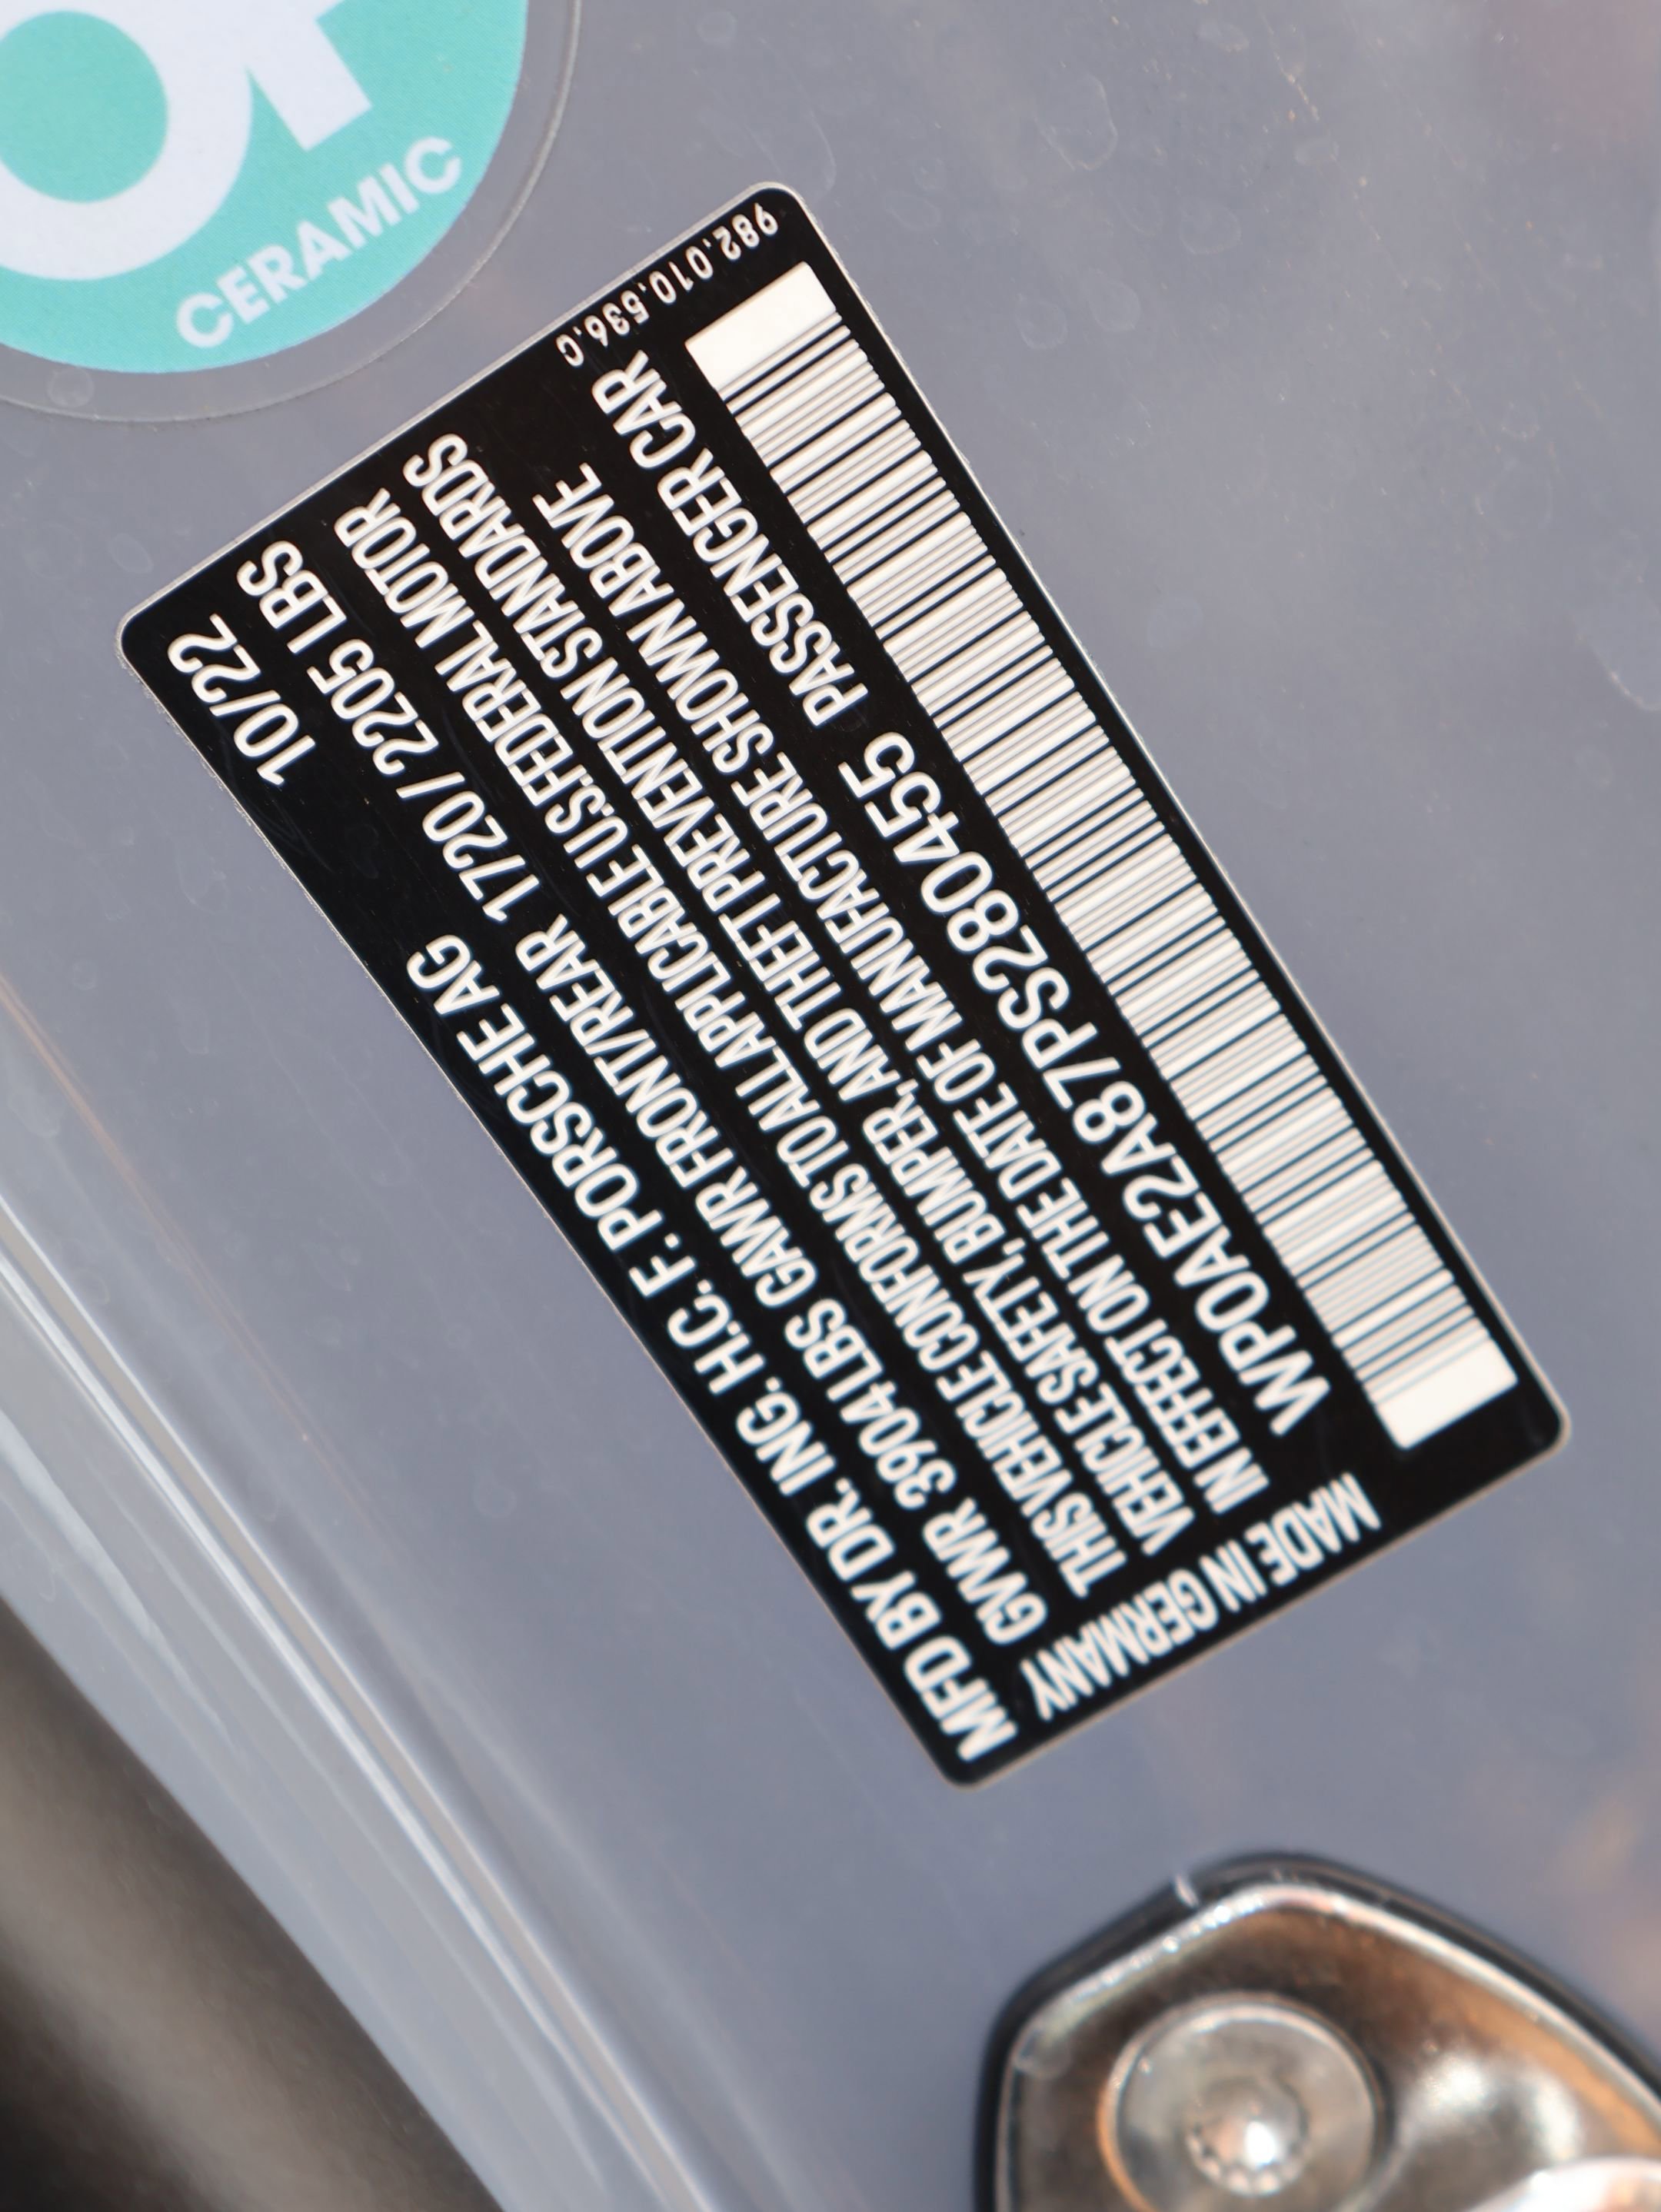 CERAMIC
MFD BY DR. ING. H.C. F. PORSCHE AG 10/22
GVWR 3904 LBS GAWR FRONT/REAR 1720 / 2205 LBS
THIS VEHICLE CONFORMS TO ALL APPLICABLE U.S. FEDERAL MOTOR
VEHICLE SAFETY, BUMPER, AND THEFT PREVENTION STANDARDS
IN EFFECT ON THE DATE OF MANUFACTURE SHOWN ABOVE
WP0AE2A87PS280455 PASSENGER CAR
MADE IN GERMANY
982.010.536.C